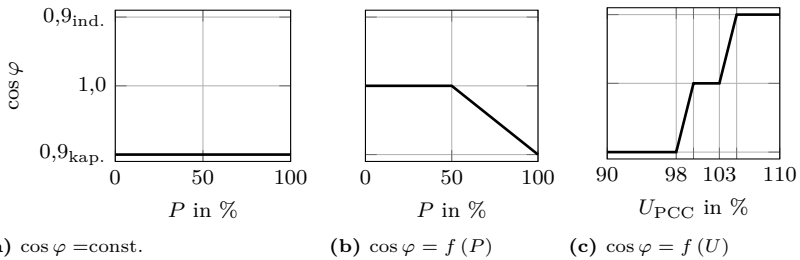 0,9ind.
1,0
0,9kap.
cos φ
0 50 100
P in %
0 50 100
P in %
90 98 103 110
U_PCC in %
) cos φ =const.
(b) cos φ = f (P)
(c) cos φ = f (U)